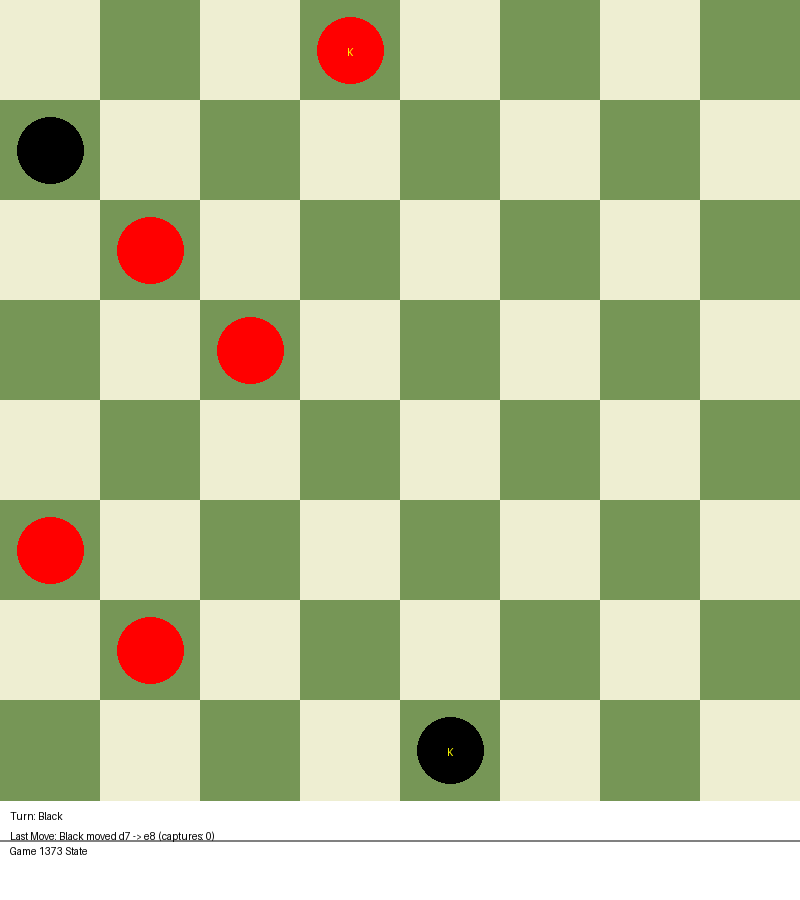 K
K
Turn: Black
Last Move: Black moved d7 -> e8 (captures: 0)
Game 1373 State